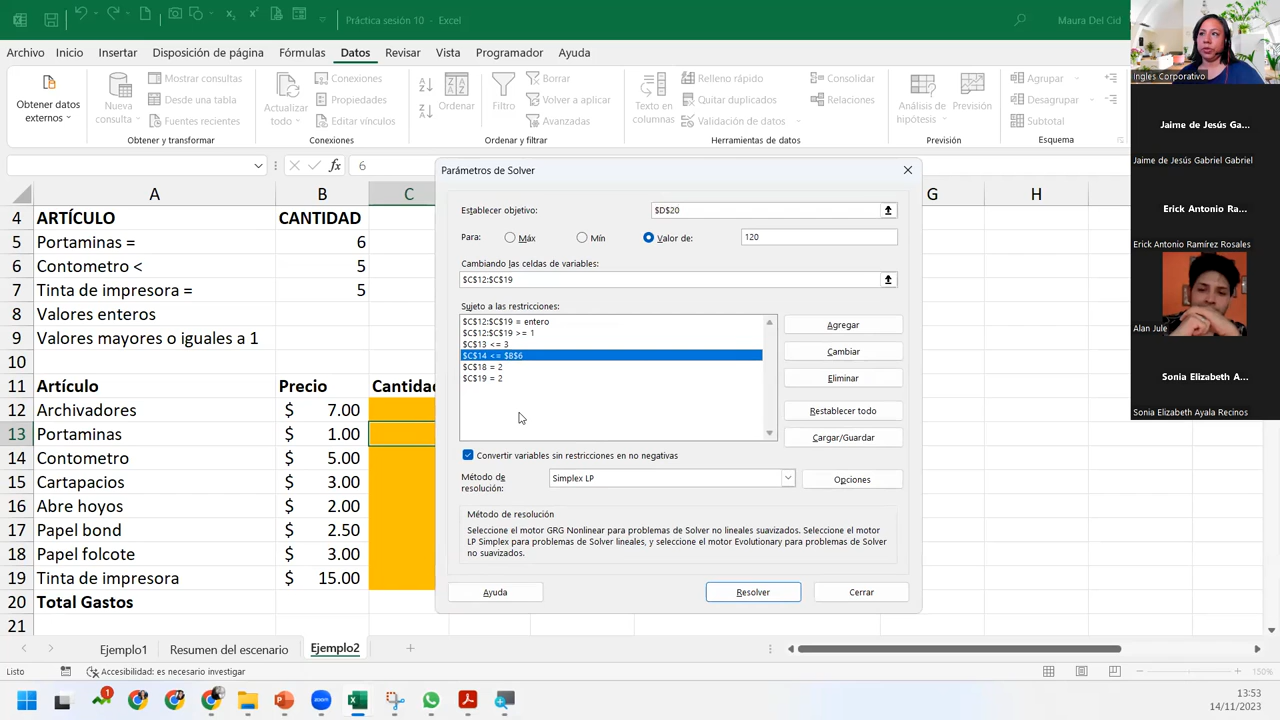 Práctica sesión 10 - Excel
Maura Del Cid
Archivo Inicio Insertar Disposición de página Fórmulas Datos Revisar Vista Programador Ayuda
Obtener datos externos
Nueva consulta
Mostrar consultas
Desde una tabla
Fuentes recientes
Obtener y transformar
Actualizar todo
Conexiones
Propiedades
Editar vínculos
Conexiones
Ordenar
Filtro
Borrar
Volver a aplicar
Avanzadas
Ordenar y filtrar
Texto en columnas
Relleno rápido
Quitar duplicados
Validación de datos
Consolidar
Relaciones
Herramientas de datos
Análisis de hipótesis
Previsión
Previsión
Agrupar
Desagrupar
Subtotal
Esquema
fx 6
A B C G H
4 ARTÍCULO CANTIDAD
5 Portaminas = 6
6 Contometro < 5
7 Tinta de impresora = 5
8 Valores enteros
9 Valores mayores o iguales a 1
10
11 Artículo Precio Cantidad
12 Archivadores $ 7.00
13 Portaminas $ 1.00
14 Contometro $ 5.00
15 Cartapacios $ 3.00
16 Abre hoyos $ 2.00
17 Papel bond $ 2.50
18 Papel folcote $ 3.00
19 Tinta de impresora $ 15.00
20 Total Gastos
21
Parámetros de Solver
Establecer objetivo: $D$20
Para: Máx Mín Valor de: 120
Cambiando las celdas de variables:
$C$12:$C$19
Sujeto a las restricciones:
$C$12:$C$19 = entero
$C$12:$C$19 >= 1
$C$13 <= 3
$C$14 <= $B$6
$C$18 = 2
$C$19 = 2
Agregar
Cambiar
Eliminar
Restablecer todo
Cargar/Guardar
Convertir variables sin restricciones en no negativas
Método de resolución: Simplex LP Opciones
Método de resolución
Seleccione el motor GRG Nonlinear para problemas de Solver no lineales suavizados. Seleccione el motor
LP Simplex para problemas de Solver lineales, y seleccione el motor Evolutionary para problemas de Solver
no suavizados.
Ayuda Resolver Cerrar
Ingles Corporativo
Jaime de Jesús Ga...
Jaime de Jesús Gabriel Gabriel
Erick Antonio Ra...
Erick Antonio Ramírez Rosales
Alan Jule
Sonia Elizabeth A...
Sonia Elizabeth Ayala Recinos
Ejemplo1 Resumen del escenario Ejemplo2
Listo Accesibilidad: es necesario investigar 150%
1
13:53
14/11/2023